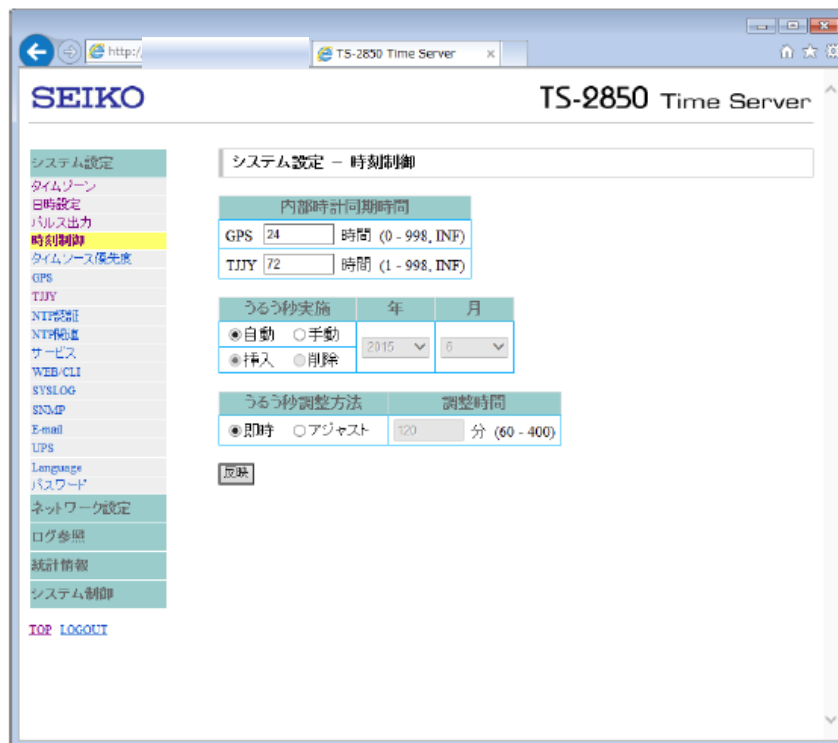 http:/
TS-2850 Time Server
SEIKO
TS-2850 Time Server
システム設定
タイムゾーン
日時設定
パルス出力
時刻制御
タイムソース優先度
GPS
TJJY
NTP認証
NTP関連
サービス
WEB/CLI
SYSLOG
SNMP
E-mail
UPS
Language
パスワード
ネットワーク設定
ログ参照
統計情報
システム制御
TOP LOGOUT
システム設定 － 時刻制御
内部時計同期時間
GPS 24 時間 (0 - 998, INF)
TJJY 72 時間 (1 - 998, INF)
うるう秒実施 年 月
自動 手動 2015 6
挿入 削除
うるう秒調整方法 調整時間
即時 アジャスト 120 分 (60 - 400)
反映